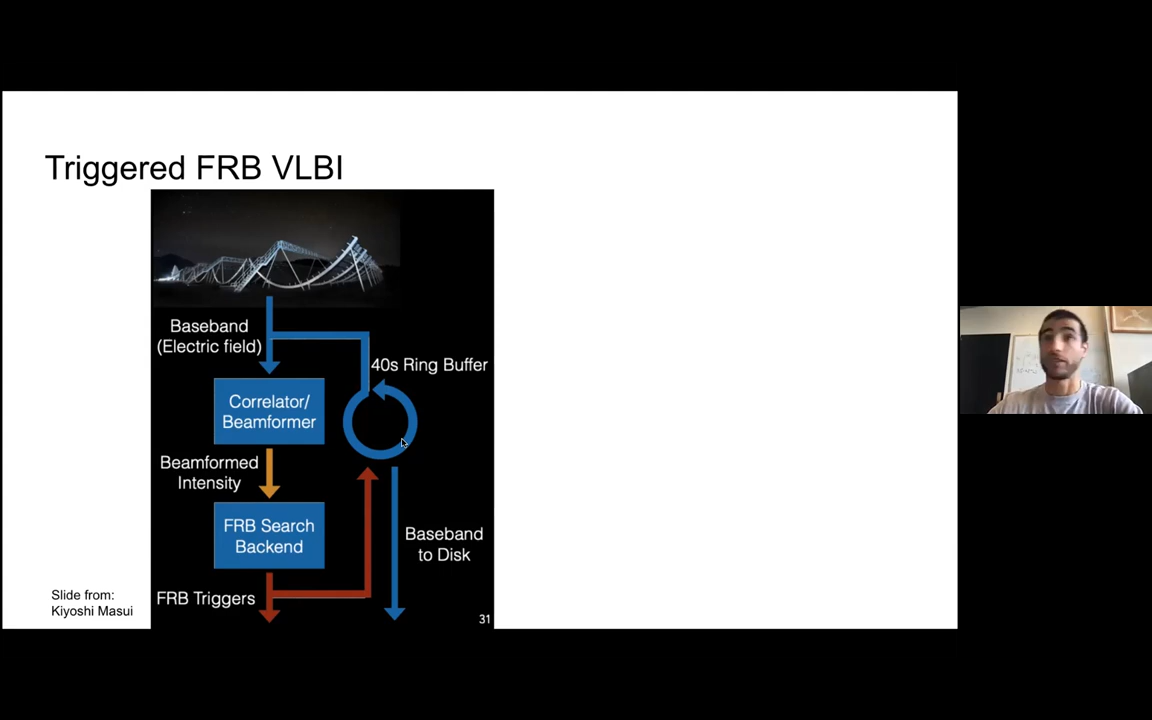 Triggered FRB VLBI
Baseband
(Electric field)
40s Ring Buffer
Correlator/
Beamformer
Beamformed
Intensity
FRB Search
Backend
Baseband
to Disk
FRB Triggers
Slide from:
Kiyoshi Masui
31